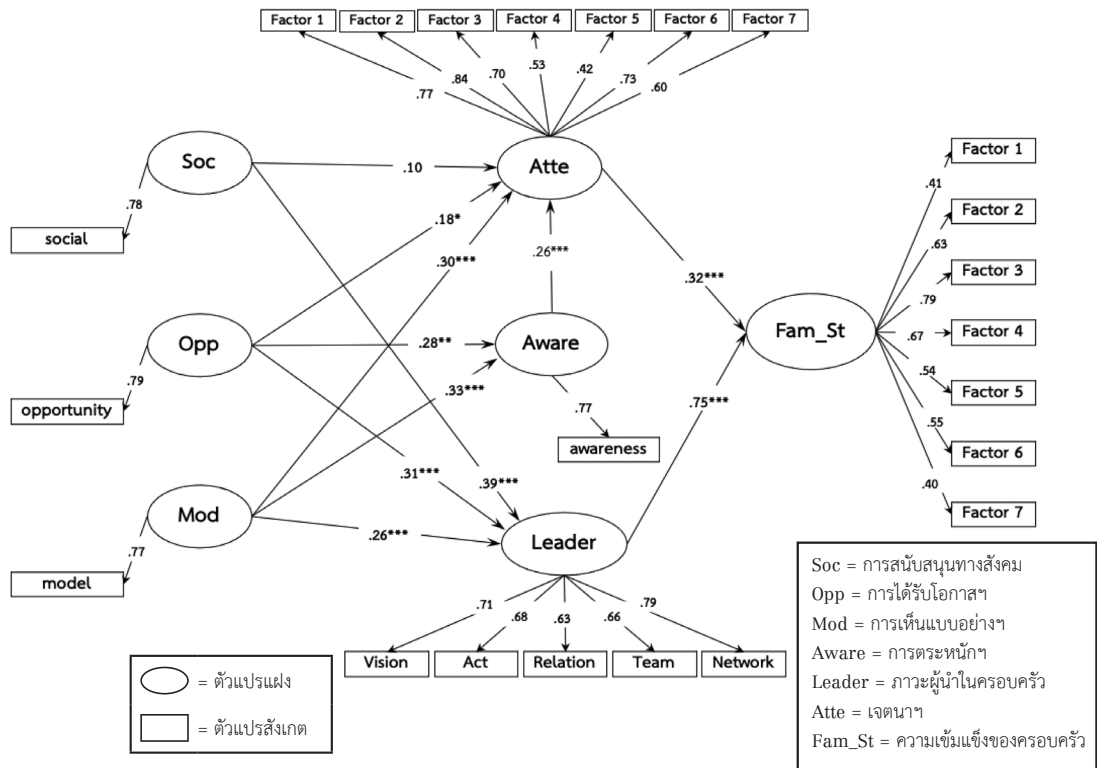 Factor 1 Factor 2 Factor 3 Factor 4 Factor 5 Factor 6 Factor 7
.77 .84 .70 .53 .42 .73 .60
Soc
.78
social
.10
Atte
.18*
.30***
.26***
Opp
.79
opportunity
.28**
.33***
Aware
.77
awareness
Mod
.77
model
.31***
.39***
.26***
Leader
.71 .68 .63 .66 .79
Vision Act Relation Team Network
.32***
.75***
Fam_St
.41
Factor 1
.63
Factor 2
.79
Factor 3
.67
Factor 4
.54
Factor 5
.55
Factor 6
.40
Factor 7
= ตัวแปรแฝง
= ตัวแปรสังเกต
Soc = การสนับสนุนทางสังคม
Opp = การได้รับโอกาสฯ
Mod = การเห็นแบบอย่างฯ
Aware = การตระหนักฯ
Leader = ภาวะผู้นำในครอบครัว
Atte = เจตนาฯ
Fam_St = ความเข้มแข็งของครอบครัว